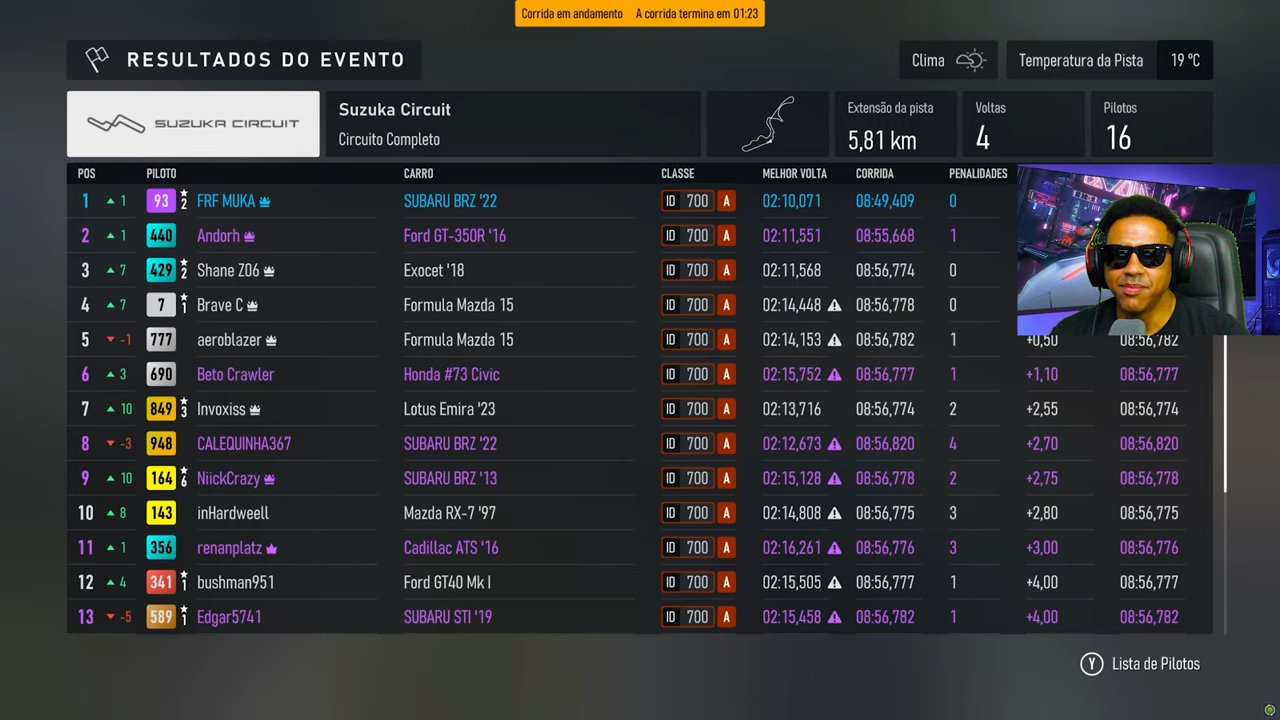 Corrida em andamento A corrida termina em 01:23
RESULTADOS DO EVENTO
Clima
Temperatura da Pista 19 ºC
SUZUKA CIRCUIT
Suzuka Circuit
Circuito Completo
Extensão da pista
5,81 km
Voltas
4
Pilotos
16
POS PILOTO CARRO CLASSE MELHOR VOLTA CORRIDA PENALIDADES
1 1 93 2 FRF MUKA SUBARU BRZ '22 ID 700 A 02:10,071 08:49,409 0
2 1 440 Andorh Ford GT-350R '16 ID 700 A 02:11,551 08:55,668 1
3 7 429 2 Shane Z06 Exocet '18 ID 700 A 02:11,568 08:56,774 0
4 7 7 1 Brave C Formula Mazda 15 ID 700 A 02:14,448 08:56,778 0
5 -1 777 aeroblazer Formula Mazda 15 ID 700 A 02:14,153 08:56,782 1 +0,50 08:56,782
6 3 690 Beto Crawler Honda #73 Civic ID 700 A 02:15,752 08:56,777 1 +1,10 08:56,777
7 10 849 3 Invoxiss Lotus Emira '23 ID 700 A 02:13,716 08:56,774 2 +2,55 08:56,774
8 -3 948 CALEQUINHA367 SUBARU BRZ '22 ID 700 A 02:12,673 08:56,820 4 +2,70 08:56,820
9 10 164 6 NiickCrazy SUBARU BRZ '13 ID 700 A 02:15,128 08:56,778 2 +2,75 08:56,778
10 8 143 inHardweell Mazda RX-7 '97 ID 700 A 02:14,808 08:56,775 3 +2,80 08:56,775
11 1 356 renanplatz Cadillac ATS '16 ID 700 A 02:16,261 08:56,776 3 +3,00 08:56,776
12 4 341 1 bushman951 Ford GT40 Mk I ID 700 A 02:15,505 08:56,777 1 +4,00 08:56,777
13 -5 589 1 Edgar5741 SUBARU STI '19 ID 700 A 02:15,458 08:56,782 1 +4,00 08:56,782
Y Lista de Pilotos